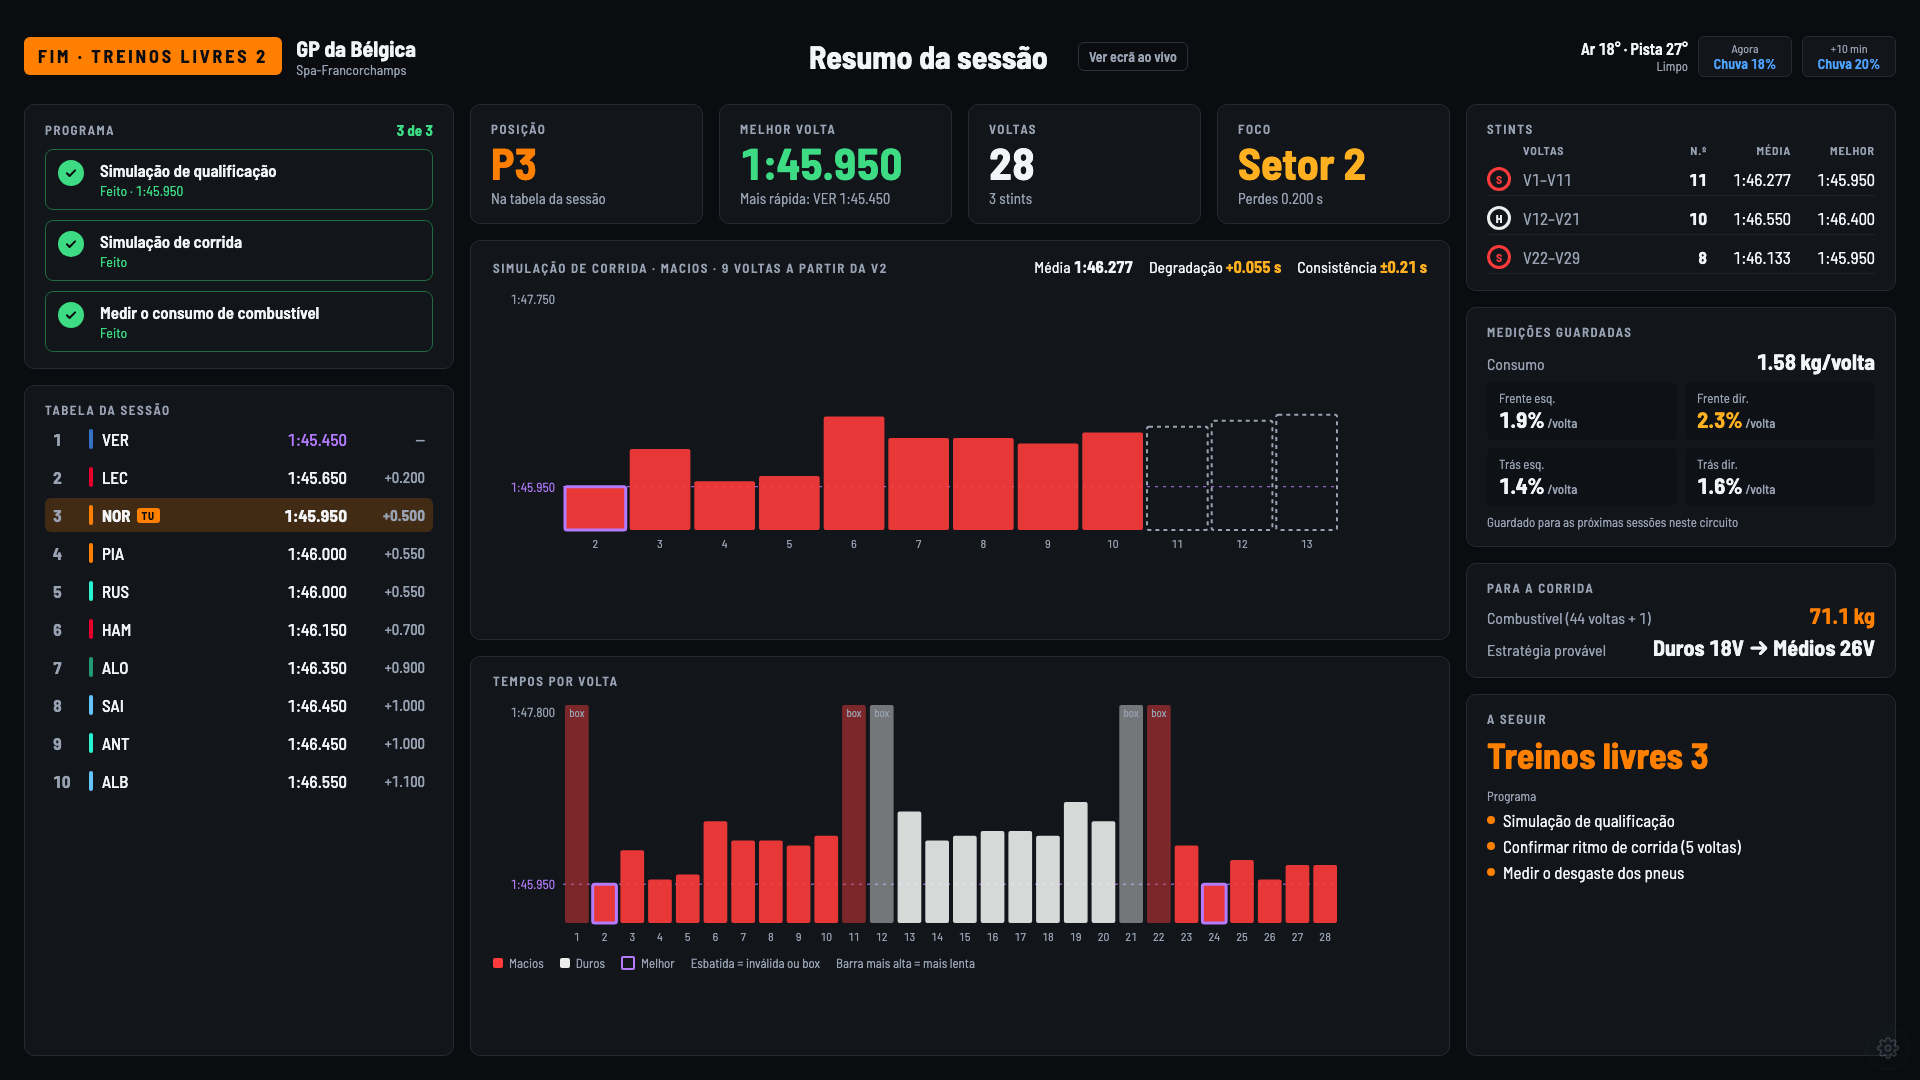 FIM · TREINOS LIVRES 2
GP da Bélgica
Spa-Francorchamps
Resumo da sessão
Ver ecrã ao vivo
Ar 18° · Pista 27°
Limpo
Agora
Chuva 18%
+10 min
Chuva 20%
PROGRAMA
3 de 3
Simulação de qualificação
Feito · 1:45.950
Simulação de corrida
Feito
Medir o consumo de combustível
Feito
TABELA DA SESSÃO
1 VER 1:45.450 –
2 LEC 1:45.650 +0.200
3 NOR TU 1:45.950 +0.500
4 PIA 1:46.000 +0.550
5 RUS 1:46.000 +0.550
6 HAM 1:46.150 +0.700
7 ALO 1:46.350 +0.900
8 SAI 1:46.450 +1.000
9 ANT 1:46.450 +1.000
10 ALB 1:46.550 +1.100
POSIÇÃO
P3
Na tabela da sessão
MELHOR VOLTA
1:45.950
Mais rápida: VER 1:45.450
VOLTAS
28
3 stints
FOCO
Setor 2
Perdes 0.200 s
SIMULAÇÃO DE CORRIDA · MACIOS · 9 VOLTAS A PARTIR DA V2
Média 1:46.277 Degradação +0.055 s Consistência ±0.21 s
1:47.750
1:45.950
2 3 4 5 6 7 8 9 10 11 12 13
TEMPOS POR VOLTA
1:47.800
box box box box box
1:45.950
1 2 3 4 5 6 7 8 9 10 11 12 13 14 15 16 17 18 19 20 21 22 23 24 25 26 27 28
Macios Duros Melhor Esbatida = inválida ou box Barra mais alta = mais lenta
STINTS
VOLTAS N.º MÉDIA MELHOR
S V1–V11 11 1:46.277 1:45.950
H V12–V21 10 1:46.550 1:46.400
S V22–V29 8 1:46.133 1:45.950
MEDIÇÕES GUARDADAS
Consumo 1.58 kg/volta
Frente esq.
1.9% /volta
Frente dir.
2.3% /volta
Trás esq.
1.4% /volta
Trás dir.
1.6% /volta
Guardado para as próximas sessões neste circuito
PARA A CORRIDA
Combustível (44 voltas + 1) 71.1 kg
Estratégia provável Duros 18V → Médios 26V
A SEGUIR
Treinos livres 3
Programa
Simulação de qualificação
Confirmar ritmo de corrida (5 voltas)
Medir o desgaste dos pneus